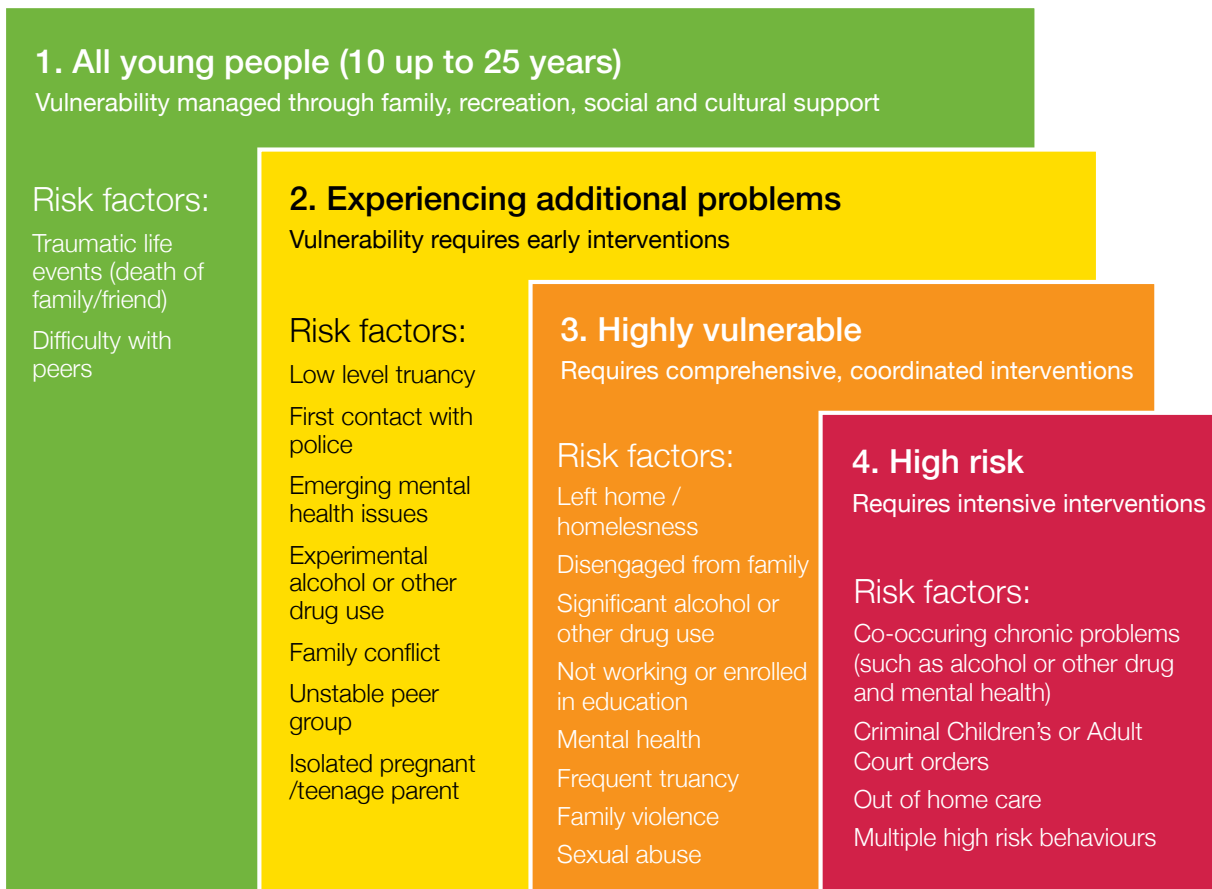 1. All young people (10 up to 25 years)
Vulnerability managed through family, recreation, social and cultural support
Risk factors:
Traumatic life
events (death of
family/friend)
Difficulty with
peers
2. Experiencing additional problems
Vulnerability requires early interventions
Risk factors:
Low level truancy
First contact with
police
Emerging mental
health issues
Experimental
alcohol or other
drug use
Family conflict
Unstable peer
group
Isolated pregnant
/teenage parent
3. Highly vulnerable
Requires comprehensive, coordinated interventions
Risk factors:
Left home /
homelesness
Disengaged from family
Significant alcohol or
other drug use
Not working or enrolled
in education
Mental health
Frequent truancy
Family violence
Sexual abuse
4. High risk
Requires intensive interventions
Risk factors:
Co-occuring chronic problems
(such as alcohol or other drug
and mental health)
Criminal Children's or Adult
Court orders
Out of home care
Multiple high risk behaviours